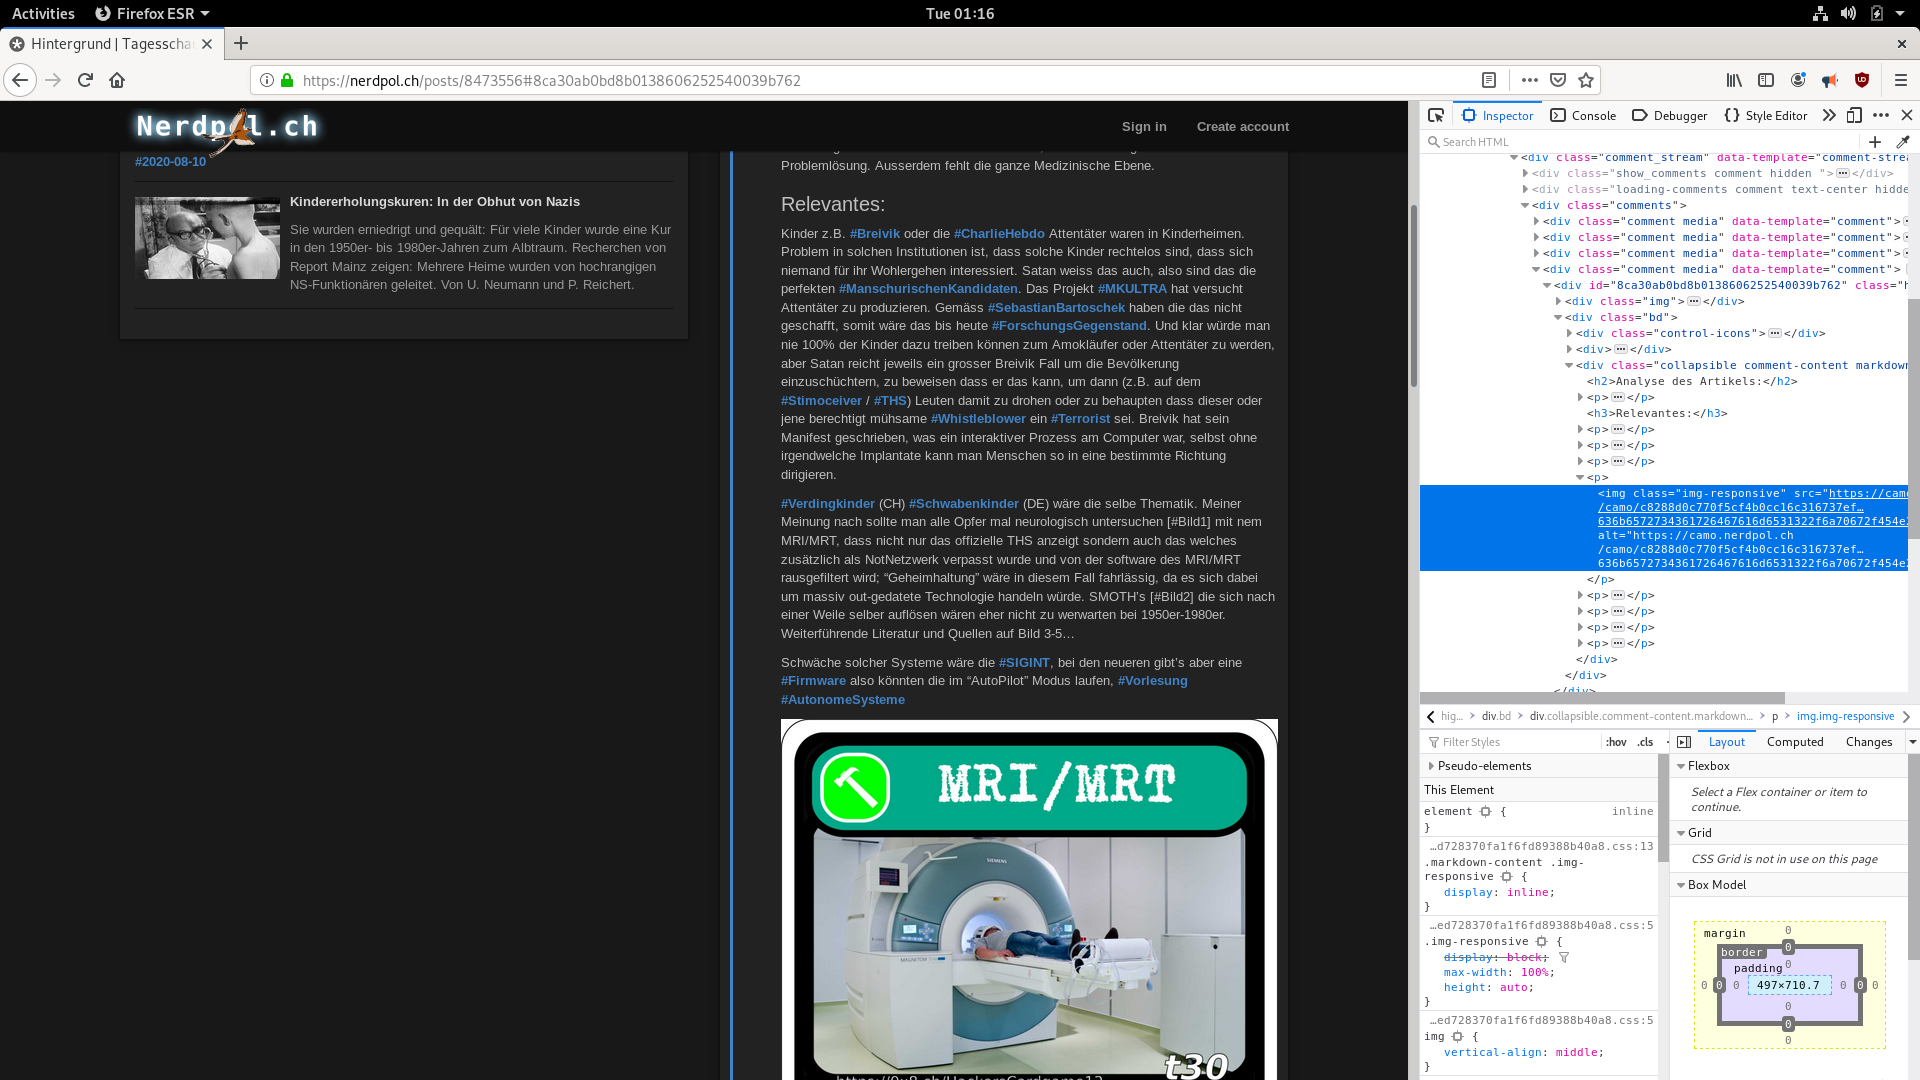 Activities
Firefox ESR
Tue 01:16
Hintergrund | Tagesscha
https://nerdpol.ch/posts/8473556#8ca30ab0bd8b0138606252540039b762
Nerdpol.ch
Sign in
Create account
#2020-08-10
Kindererholungskuren: In der Obhut von Nazis
Sie wurden erniedrigt und gequält: Für viele Kinder wurde eine Kur
in den 1950er- bis 1980er-Jahren zum Albtraum. Recherchen von
Report Mainz zeigen: Mehrere Heime wurden von hochrangigen
NS-Funktionären geleitet. Von U. Neumann und P. Reichert.
Problemlösung. Ausserdem fehlt die ganze Medizinische Ebene.
Relevantes:
Kinder z.B. #Breivik oder die #CharlieHebdo Attentäter waren in Kinderheimen.
Problem in solchen Institutionen ist, dass solche Kinder rechtelos sind, dass sich
niemand für ihr Wohlergehen interessiert. Satan weiss das auch, also sind das die
perfekten #ManschurischenKandidaten. Das Projekt #MKULTRA hat versucht
Attentäter zu produzieren. Gemäss #SebastianBartoschek haben die das nicht
geschafft, somit wäre das bis heute #ForschungsGegenstand. Und klar würde man
nie 100% der Kinder dazu treiben können zum Amokläufer oder Attentäter zu werden,
aber Satan reicht jeweils ein grosser Breivik Fall um die Bevölkerung
einzuschüchtern, zu beweisen dass er das kann, um dann (z.B. auf dem
#Stimoceiver / #THS) Leuten damit zu drohen oder zu behaupten dass dieser oder
jene berechtigt mühsame #Whistleblower ein #Terrorist sei. Breivik hat sein
Manifest geschrieben, was ein interaktiver Prozess am Computer war, selbst ohne
irgendwelche Implantate kann man Menschen so in eine bestimmte Richtung
dirigieren.
#Verdingkinder (CH) #Schwabenkinder (DE) wäre die selbe Thematik. Meiner
Meinung nach sollte man alle Opfer mal neurologisch untersuchen [#Bild1] mit nem
MRI/MRT, dass nicht nur das offizielle THS anzeigt sondern auch das welches
zusätzlich als NotNetzwerk verpasst wurde und von der software des MRI/MRT
rausgefiltert wird; “Geheimhaltung” wäre in diesem Fall fahrlässig, da es sich dabei
um massiv out-gedatete Technologie handeln würde. SMOTH’s [#Bild2] die sich nach
einer Weile selber auflösen wären eher nicht zu werwarten bei 1950er-1980er.
Weiterführende Literatur und Quellen auf Bild 3-5…
Schwäche solcher Systeme wäre die #SIGINT, bei den neueren gibt’s aber eine
#Firmware also könnten die im “AutoPilot” Modus laufen, #Vorlesung
#AutonomeSysteme
MRI/MRT
SIEMENS
MAGNETOM
t30
https://0x8.ch/HackersCardgame12
Inspector
Console
Debugger
Style Editor
Search HTML
<div class="comment_stream" data-template="comment-strea
<div class="show_comments comment hidden ">…</div>
<div class="loading-comments comment text-center hidde
<div class="comments">
<div class="comment media" data-template="comment">
<div class="comment media" data-template="comment">
<div class="comment media" data-template="comment">
<div class="comment media" data-template="comment">
<div id="8ca30ab0bd8b0138606252540039b762" class="h
<div class="img">…</div>
<div class="bd">
<div class="control-icons">…</div>
<div>…</div>
<div class="collapsible comment-content markdown
<h2>Analyse des Artikels:</h2>
<p>…</p>
<h3>Relevantes:</h3>
<p>…</p>
<p>…</p>
<p>…</p>
<p>
<img class="img-responsive" src="https://camo
/camo/c8288d0c770f5cf4b0cc16c316737ef…
636b6572734361726467616d6531322f6a70672f454e2
alt="https://camo.nerdpol.ch
/camo/c8288d0c770f5cf4b0cc16c316737ef…
636b6572734361726467616d6531322f6a70672f454e2
</p>
<p>…</p>
<p>…</p>
<p>…</p>
<p>…</p>
</div>
</div>
</div>
hig…
div.bd
div.collapsible.comment-content.markdown…
p
img.img-responsive
Filter Styles
:hov
.cls
Layout
Computed
Changes
Pseudo-elements
This Element
element { inline
}
…d728370fa1f6fd89388b40a8.css:13
.markdown-content .img-
responsive {
display: inline;
}
…ed728370fa1f6fd89388b40a8.css:5
.img-responsive {
display: block;
max-width: 100%;
height: auto;
}
…ed728370fa1f6fd89388b40a8.css:5
img {
vertical-align: middle;
}
Flexbox
Select a Flex container or item to
continue.
Grid
CSS Grid is not in use on this page
Box Model
margin
0
border
0
padding
0
0 0 0 497×710.7 0 0 0
0
0
0